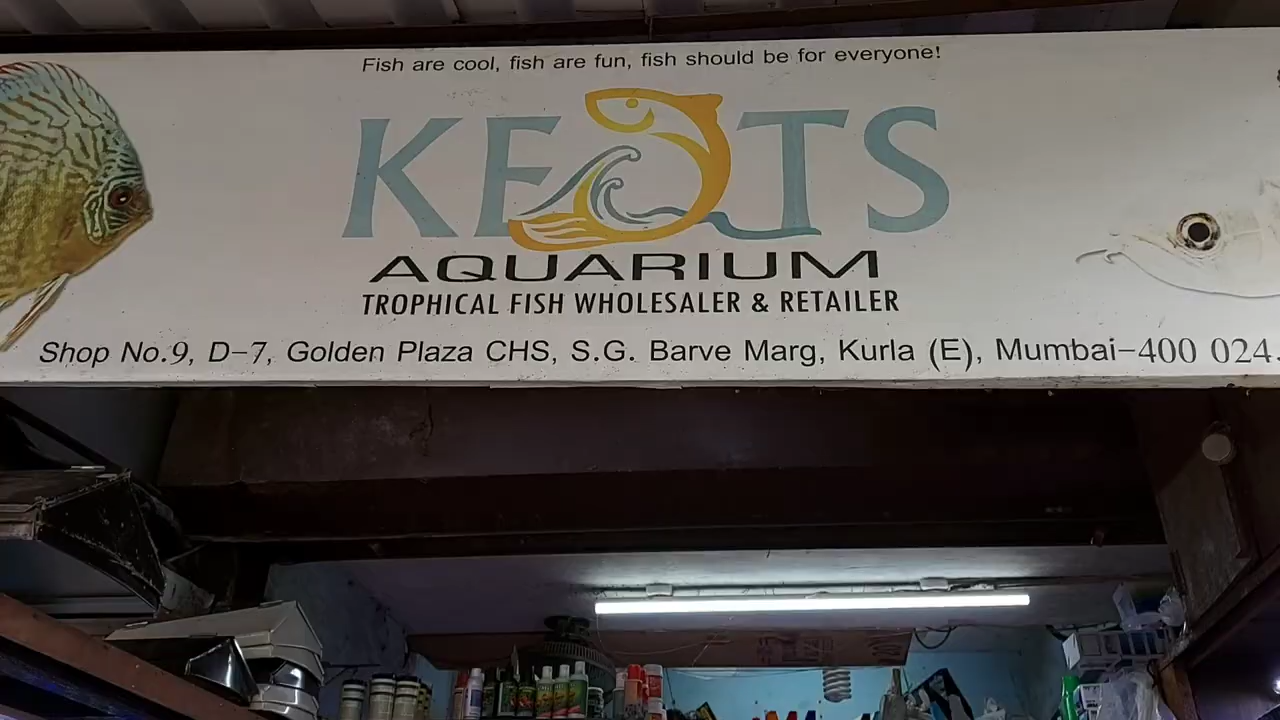 Fish are cool, fish are fun, fish should be for everyone!
KEATS
AQUARIUM
TROPHICAL FISH WHOLESALER & RETAILER
Shop No.9, D-7, Golden Plaza CHS, S.G. Barve Marg, Kurla (E), Mumbai-400 024.